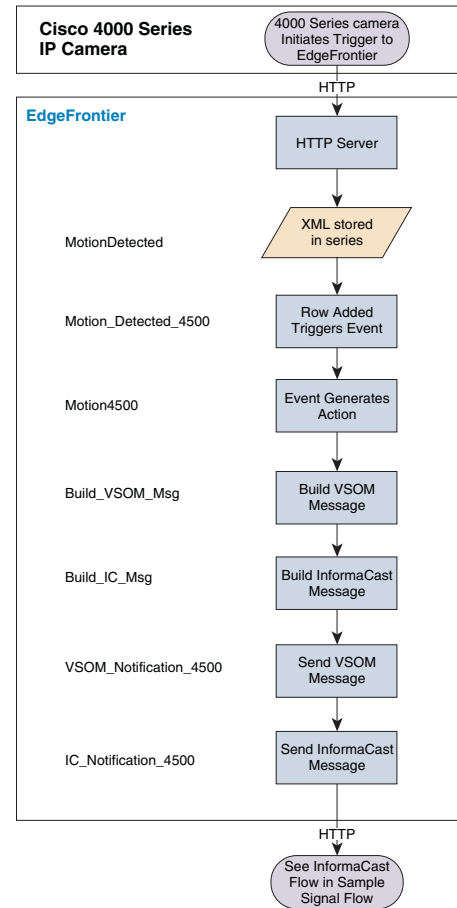 Cisco 4000 Series
IP Camera
4000 Series camera
Initiates Trigger to
EdgeFrontier
HTTP
EdgeFrontier
HTTP Server
MotionDetected
XML stored
in series
Motion_Detected_4500
Row Added
Triggers Event
Motion4500
Event Generates
Action
Build_VSOM_Msg
Build VSOM
Message
Build_IC_Msg
Build InformaCast
Message
VSOM_Notification_4500
Send VSOM
Message
IC_Notification_4500
Send InformaCast
Message
HTTP
See InformaCast
Flow in Sample
Signal Flow